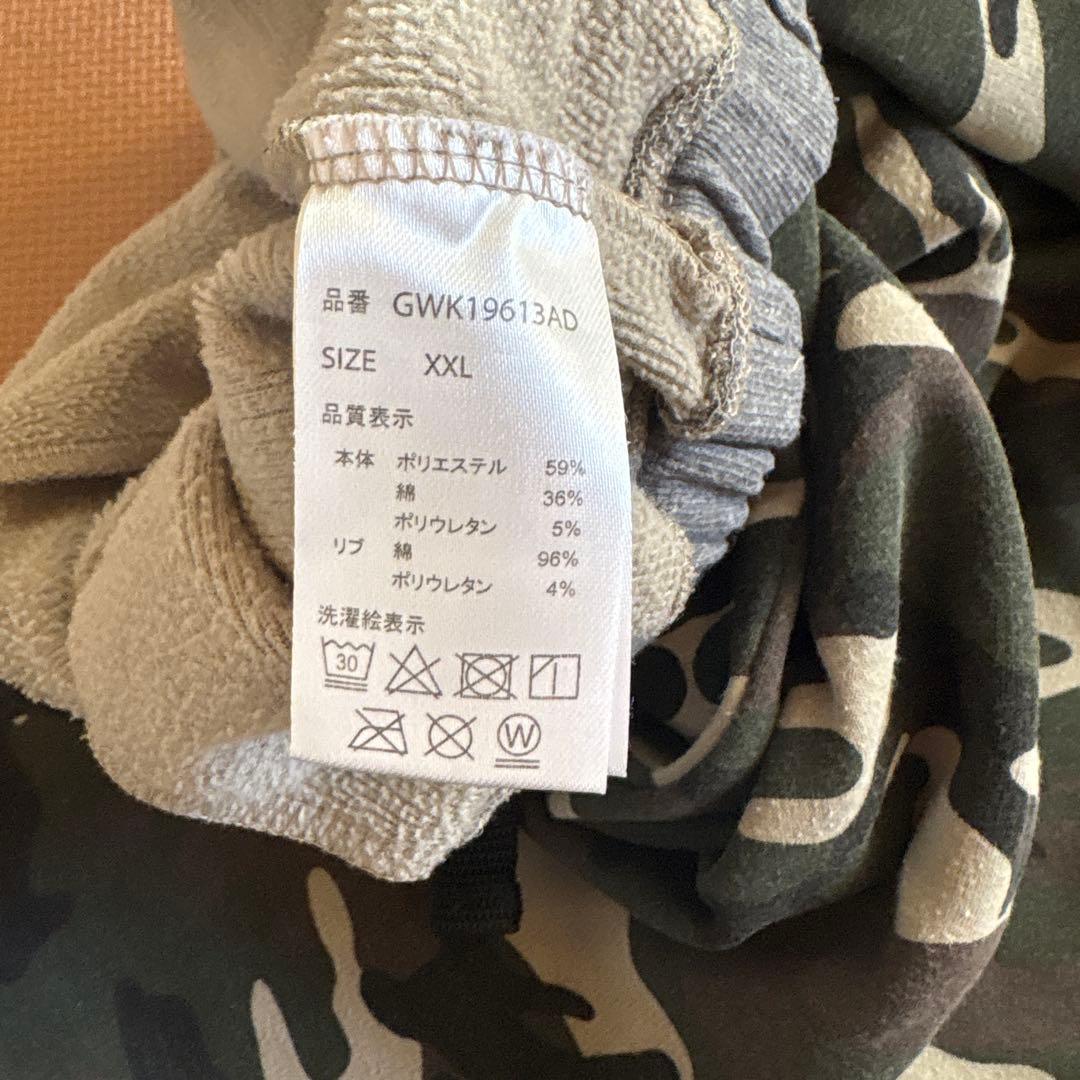 品番 GWK19613AD
SIZE XXL
品質表示
本体 ポリエステル 59%
綿 36%
ポリウレタン 5%
リブ 綿 96%
ポリウレタン 4%
洗濯絵表示
30
W